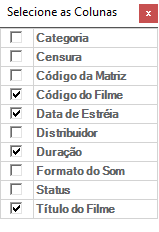 Selecione as Colunas x
Categoria
Censura
Código da Matriz
Código do Filme
Data de Estréia
Distribuidor
Duração
Formato do Som
Status
Título do Filme